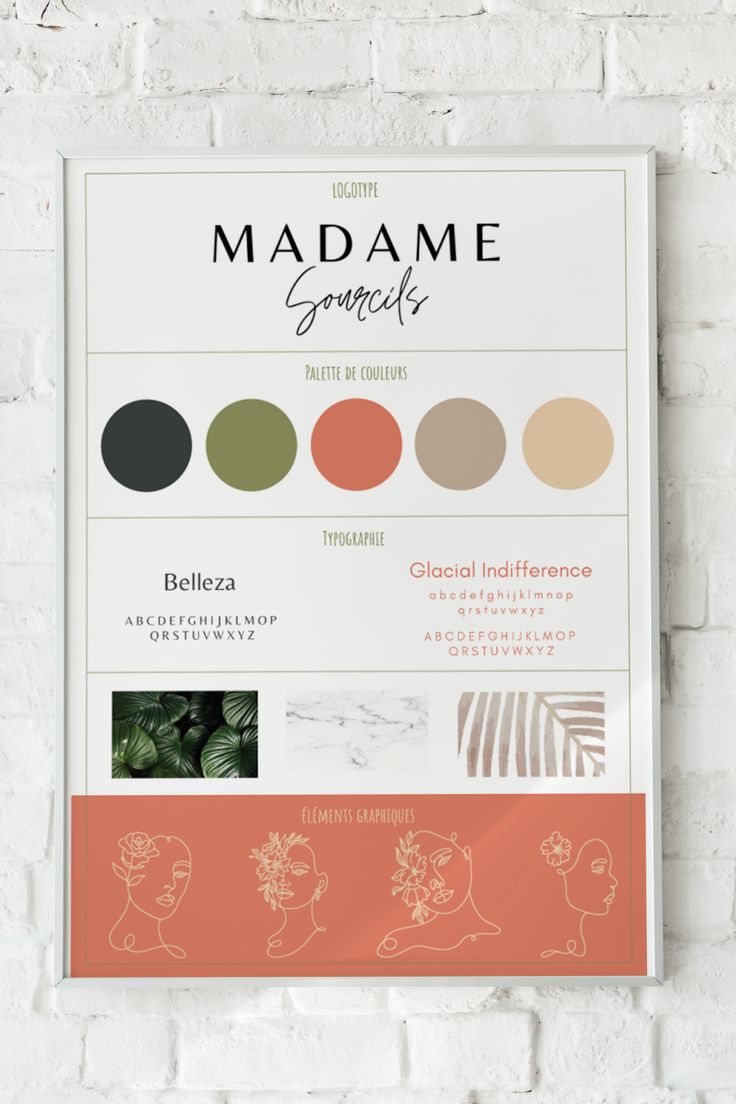 LOGOTYPE
MADAME
Sourcils
PALETTE DE COULEURS
TYPOGRAPHIE
Belleza
ABCDEFGHIJKLMOP
QRSTUVWXYZ
Glacial Indifference
abcdefghijklmnop
qrstuvwxyz
ABCDEFGHIJKLMOP
QRSTUVWXYZ
ÉLÉMENTS GRAPHIQUES